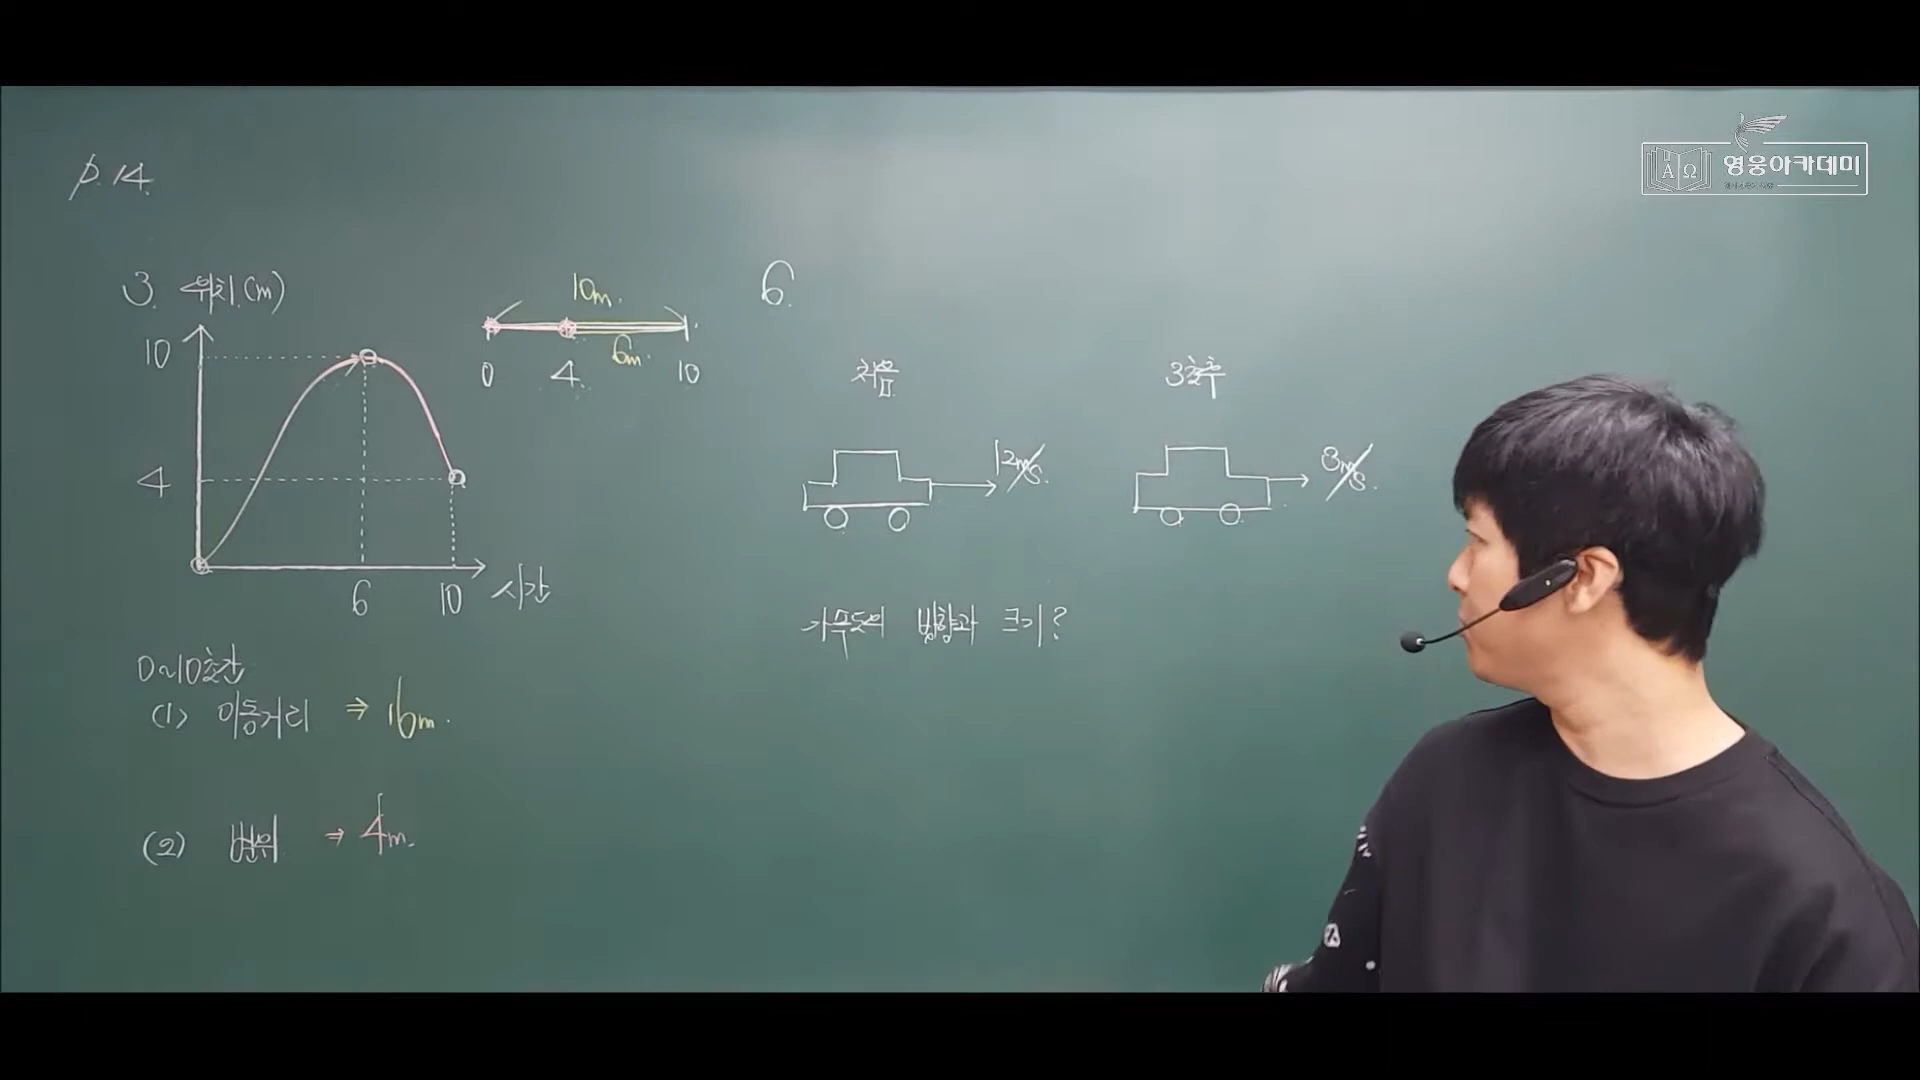 p.14.
영웅아카데미
A Ω
3. 위치(m)
10
4
6
10
시간
10m.
6m.
0
4.
10
0~10초간
(1) 이동거리 ⇒ 16m.
(2) 변위 ⇒ 4m.
6.
처음
3초후
12m/s.
3m/s.
가속도의 방향과 크기?